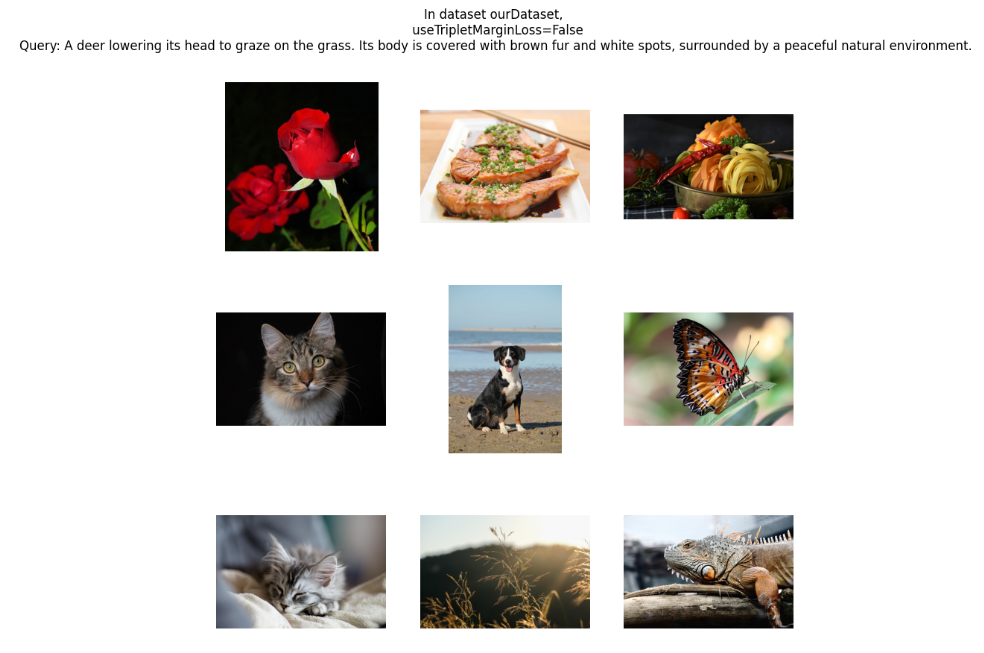 In dataset ourDataset,
useTripletMarginLoss=False
Query: A deer lowering its head to graze on the grass. Its body is covered with brown fur and white spots, surrounded by a peaceful natural environment.